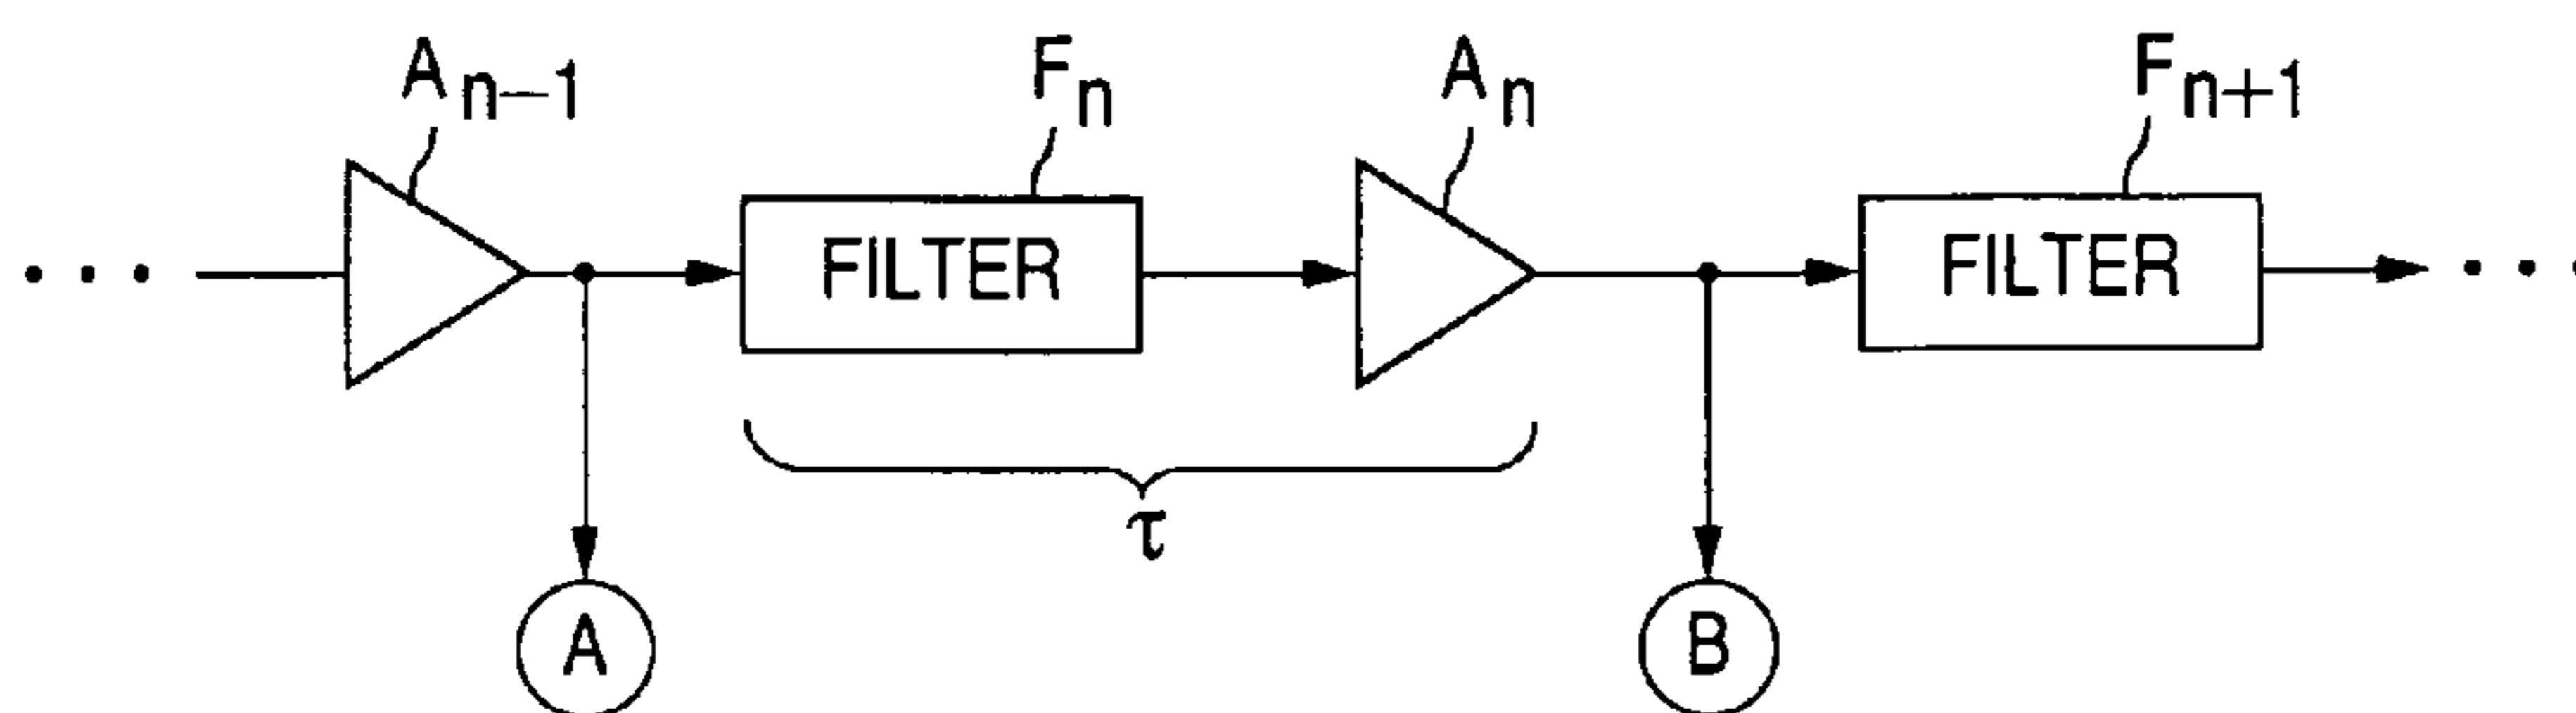 A n−1
F n
A n
F n+1
FILTER
FILTER
τ
A
B